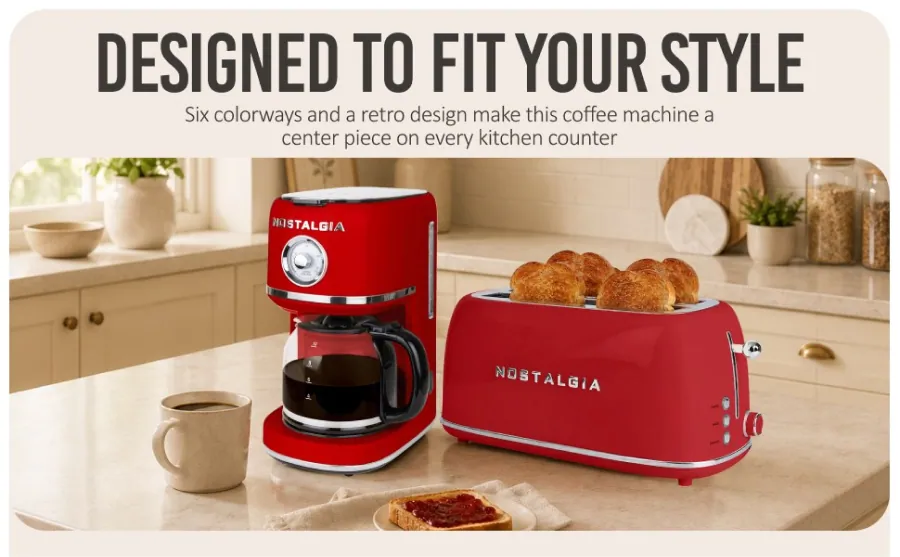 DESIGNED TO FIT YOUR STYLE
Six colorways and a retro design make this coffee machine a
center piece on every kitchen counter
NOSTALGIA
NOSTALGIA